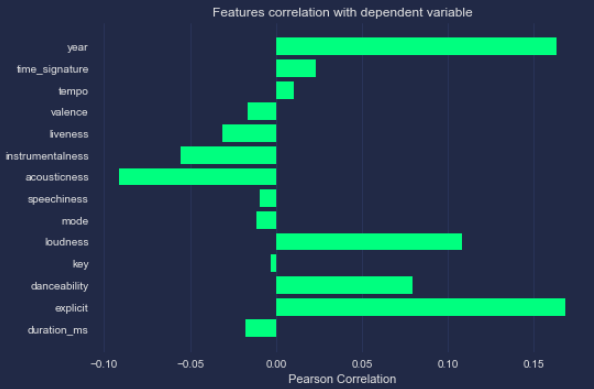 Features correlation with dependent variable
year
time_signature
tempo
valence
liveness
instrumentalness
acousticness
speechiness
mode
loudness
key
danceability
explicit
duration_ms
−0.10 −0.05 0.00 0.05 0.10 0.15
Pearson Correlation